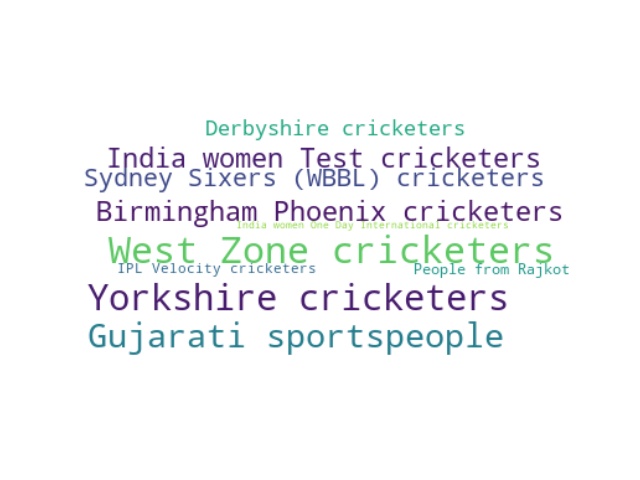 Derbyshire cricketers
India women Test cricketers
Sydney Sixers (WBBL) cricketers
Birmingham Phoenix cricketers
India women One Day International cricketers
West Zone cricketers
IPL Velocity cricketers
People from Rajkot
Yorkshire cricketers
Gujarati sportspeople